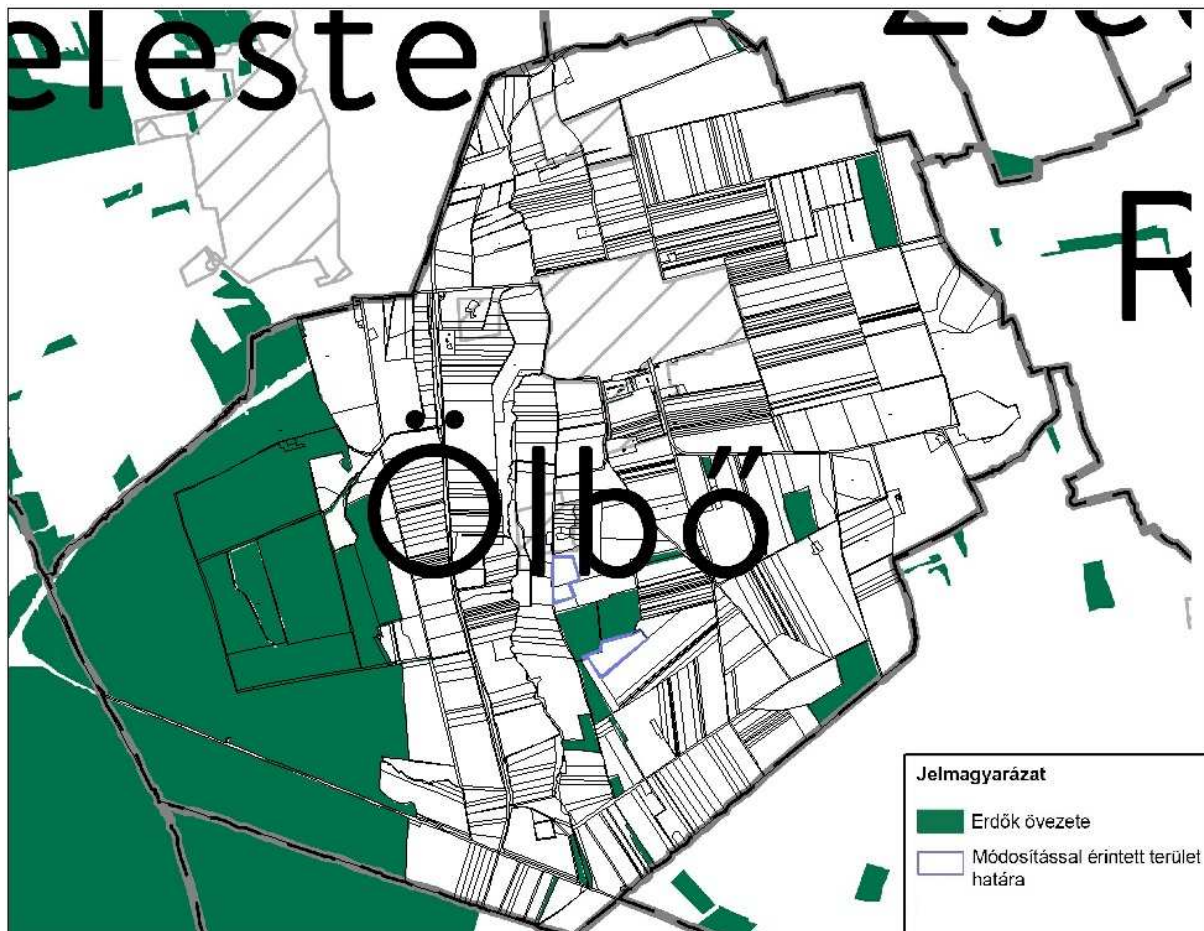 eleste
R
Ölbő
Jelmagyarázat
Erdők övezete
Módosítással érintett terület
határa